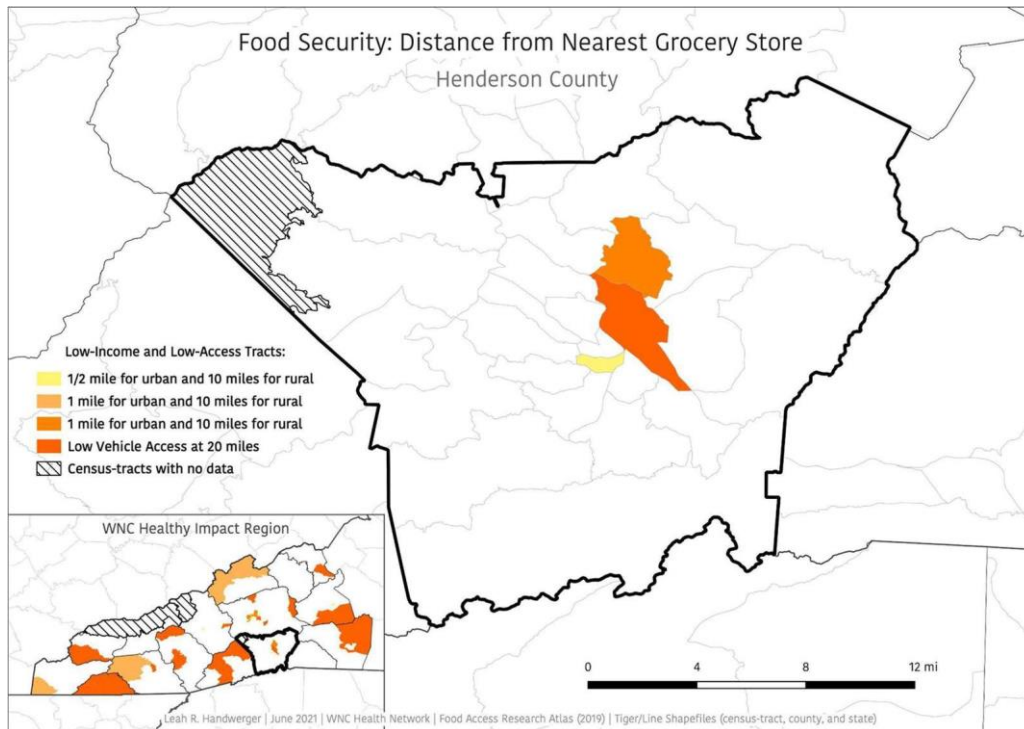 Food Security: Distance from Nearest Grocery Store
Henderson County
Low-Income and Low-Access Tracts:
1/2 mile for urban and 10 miles for rural
1 mile for urban and 10 miles for rural
1 mile for urban and 10 miles for rural
Low Vehicle Access at 20 miles
Census-tracts with no data
WNC Healthy Impact Region
0 4 8 12 mi
Leah R. Handwerger | June 2021 | WNC Health Network | Food Access Research Atlas (2019) | Tiger/Line Shapefiles (census-tract, county, and state)